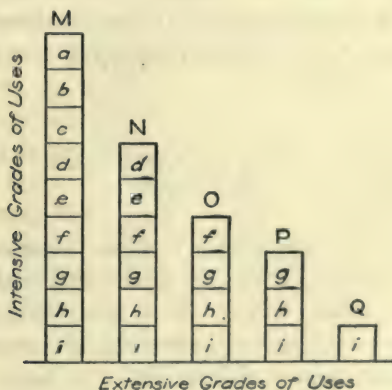 M
a
b
c
N
d d
e e
O
f f f
P
g g g g
h h h. h
Q
i i i i i
Intensive Grades of Uses
Extensive Grades of Uses